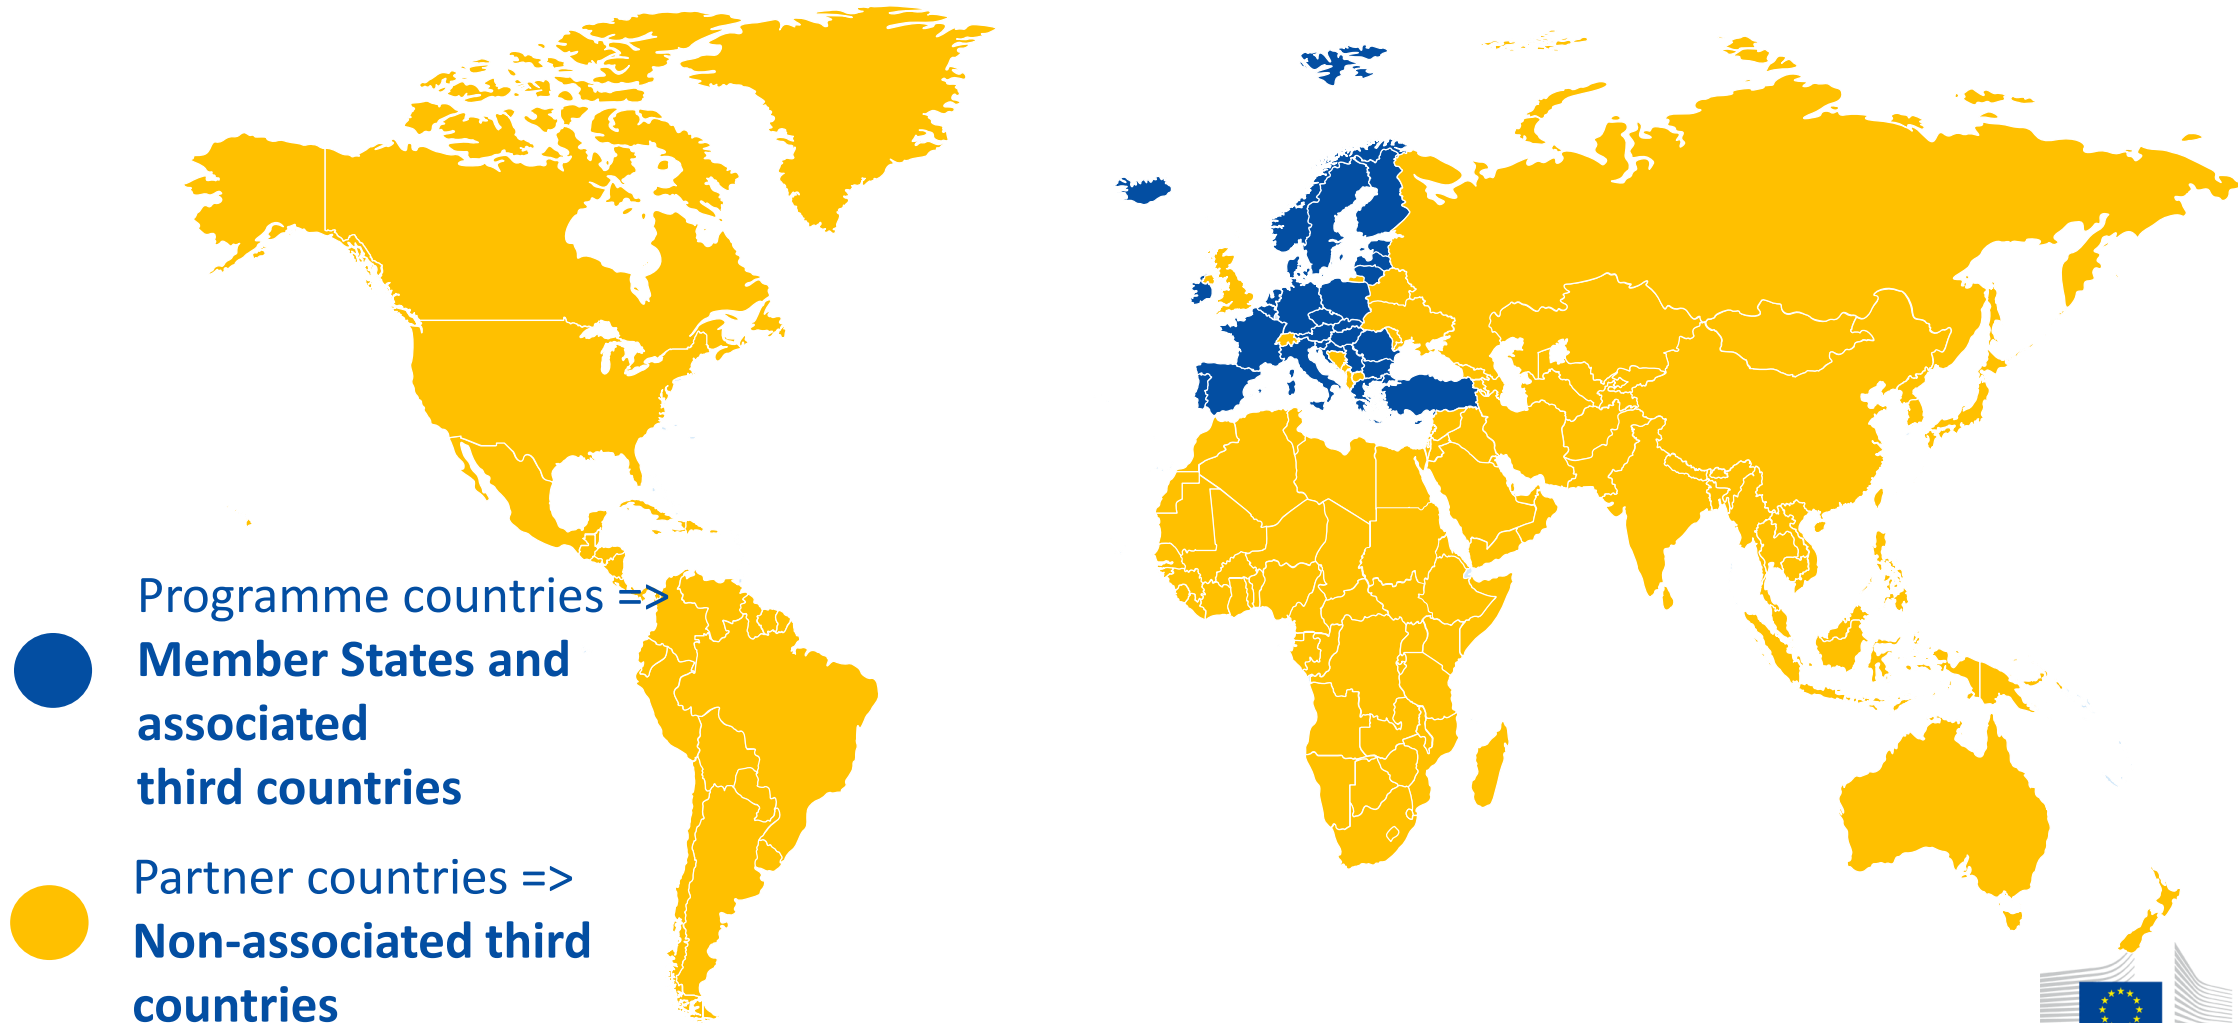 Programme countries =>
Member States and
associated
third countries
Partner countries =>
Non-associated third
countries